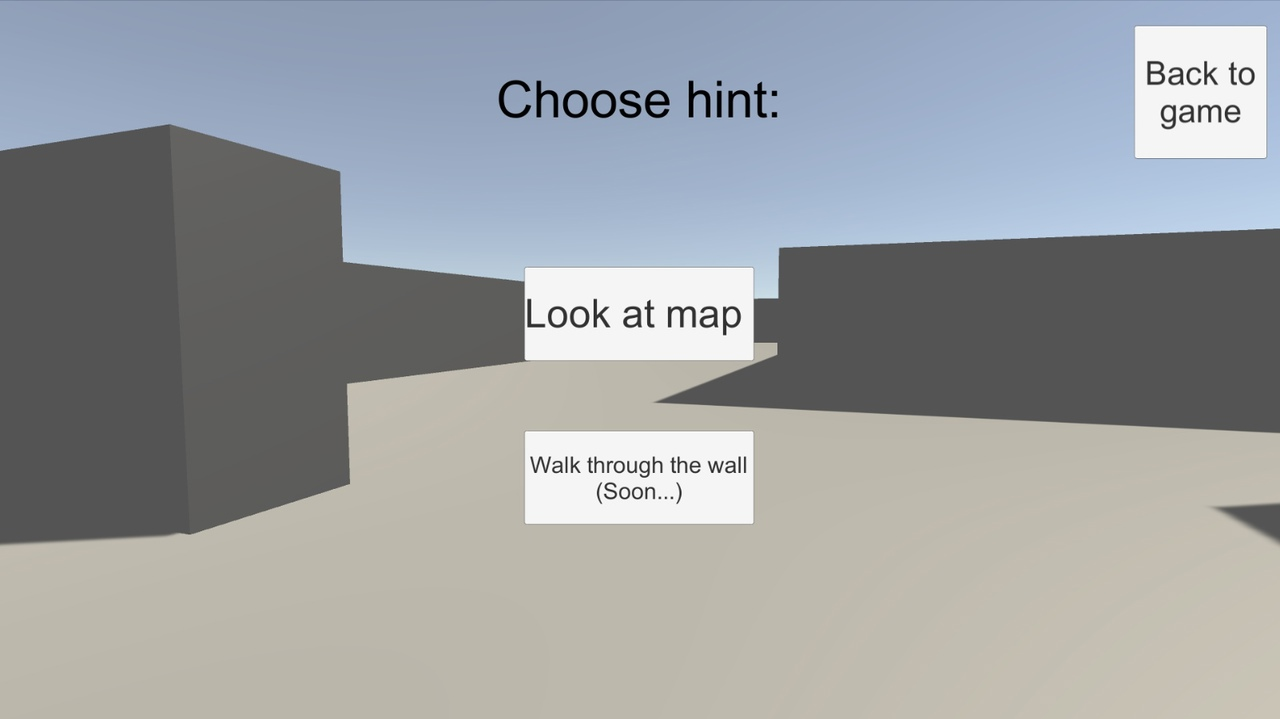 Choose hint:
Back to
game
Look at map
Walk through the wall
(Soon...)